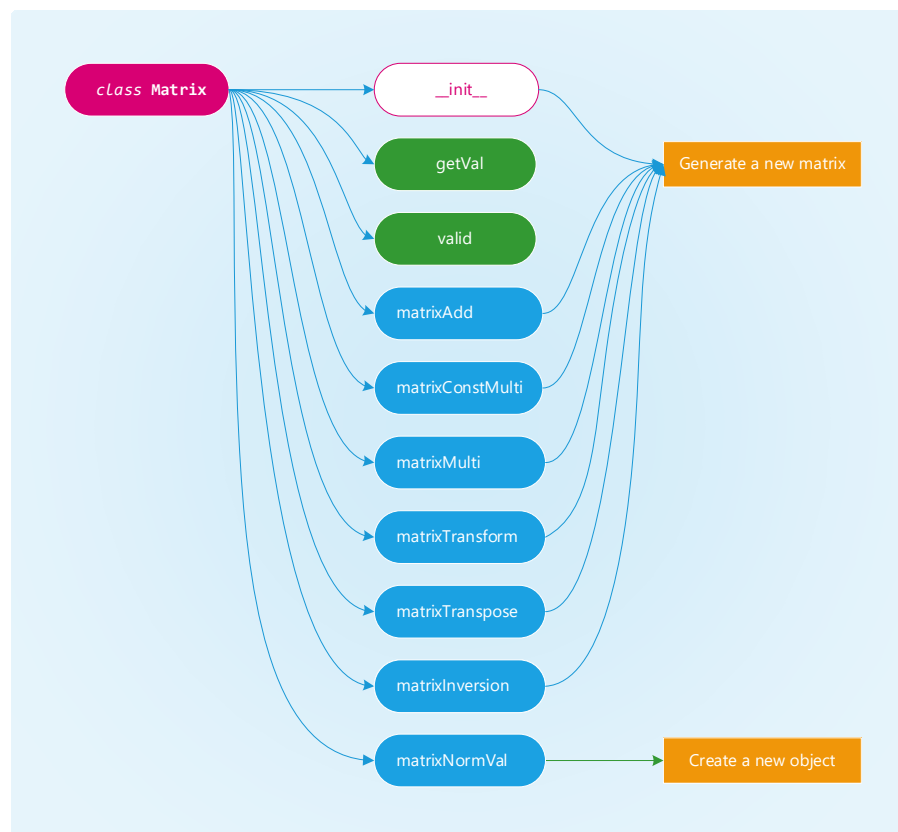 class Matrix
__init__
getVal
Generate a new matrix
valid
matrixAdd
matrixConstMulti
matrixMulti
matrixTransform
matrixTranspose
matrixInversion
matrixNormVal
Create a new object